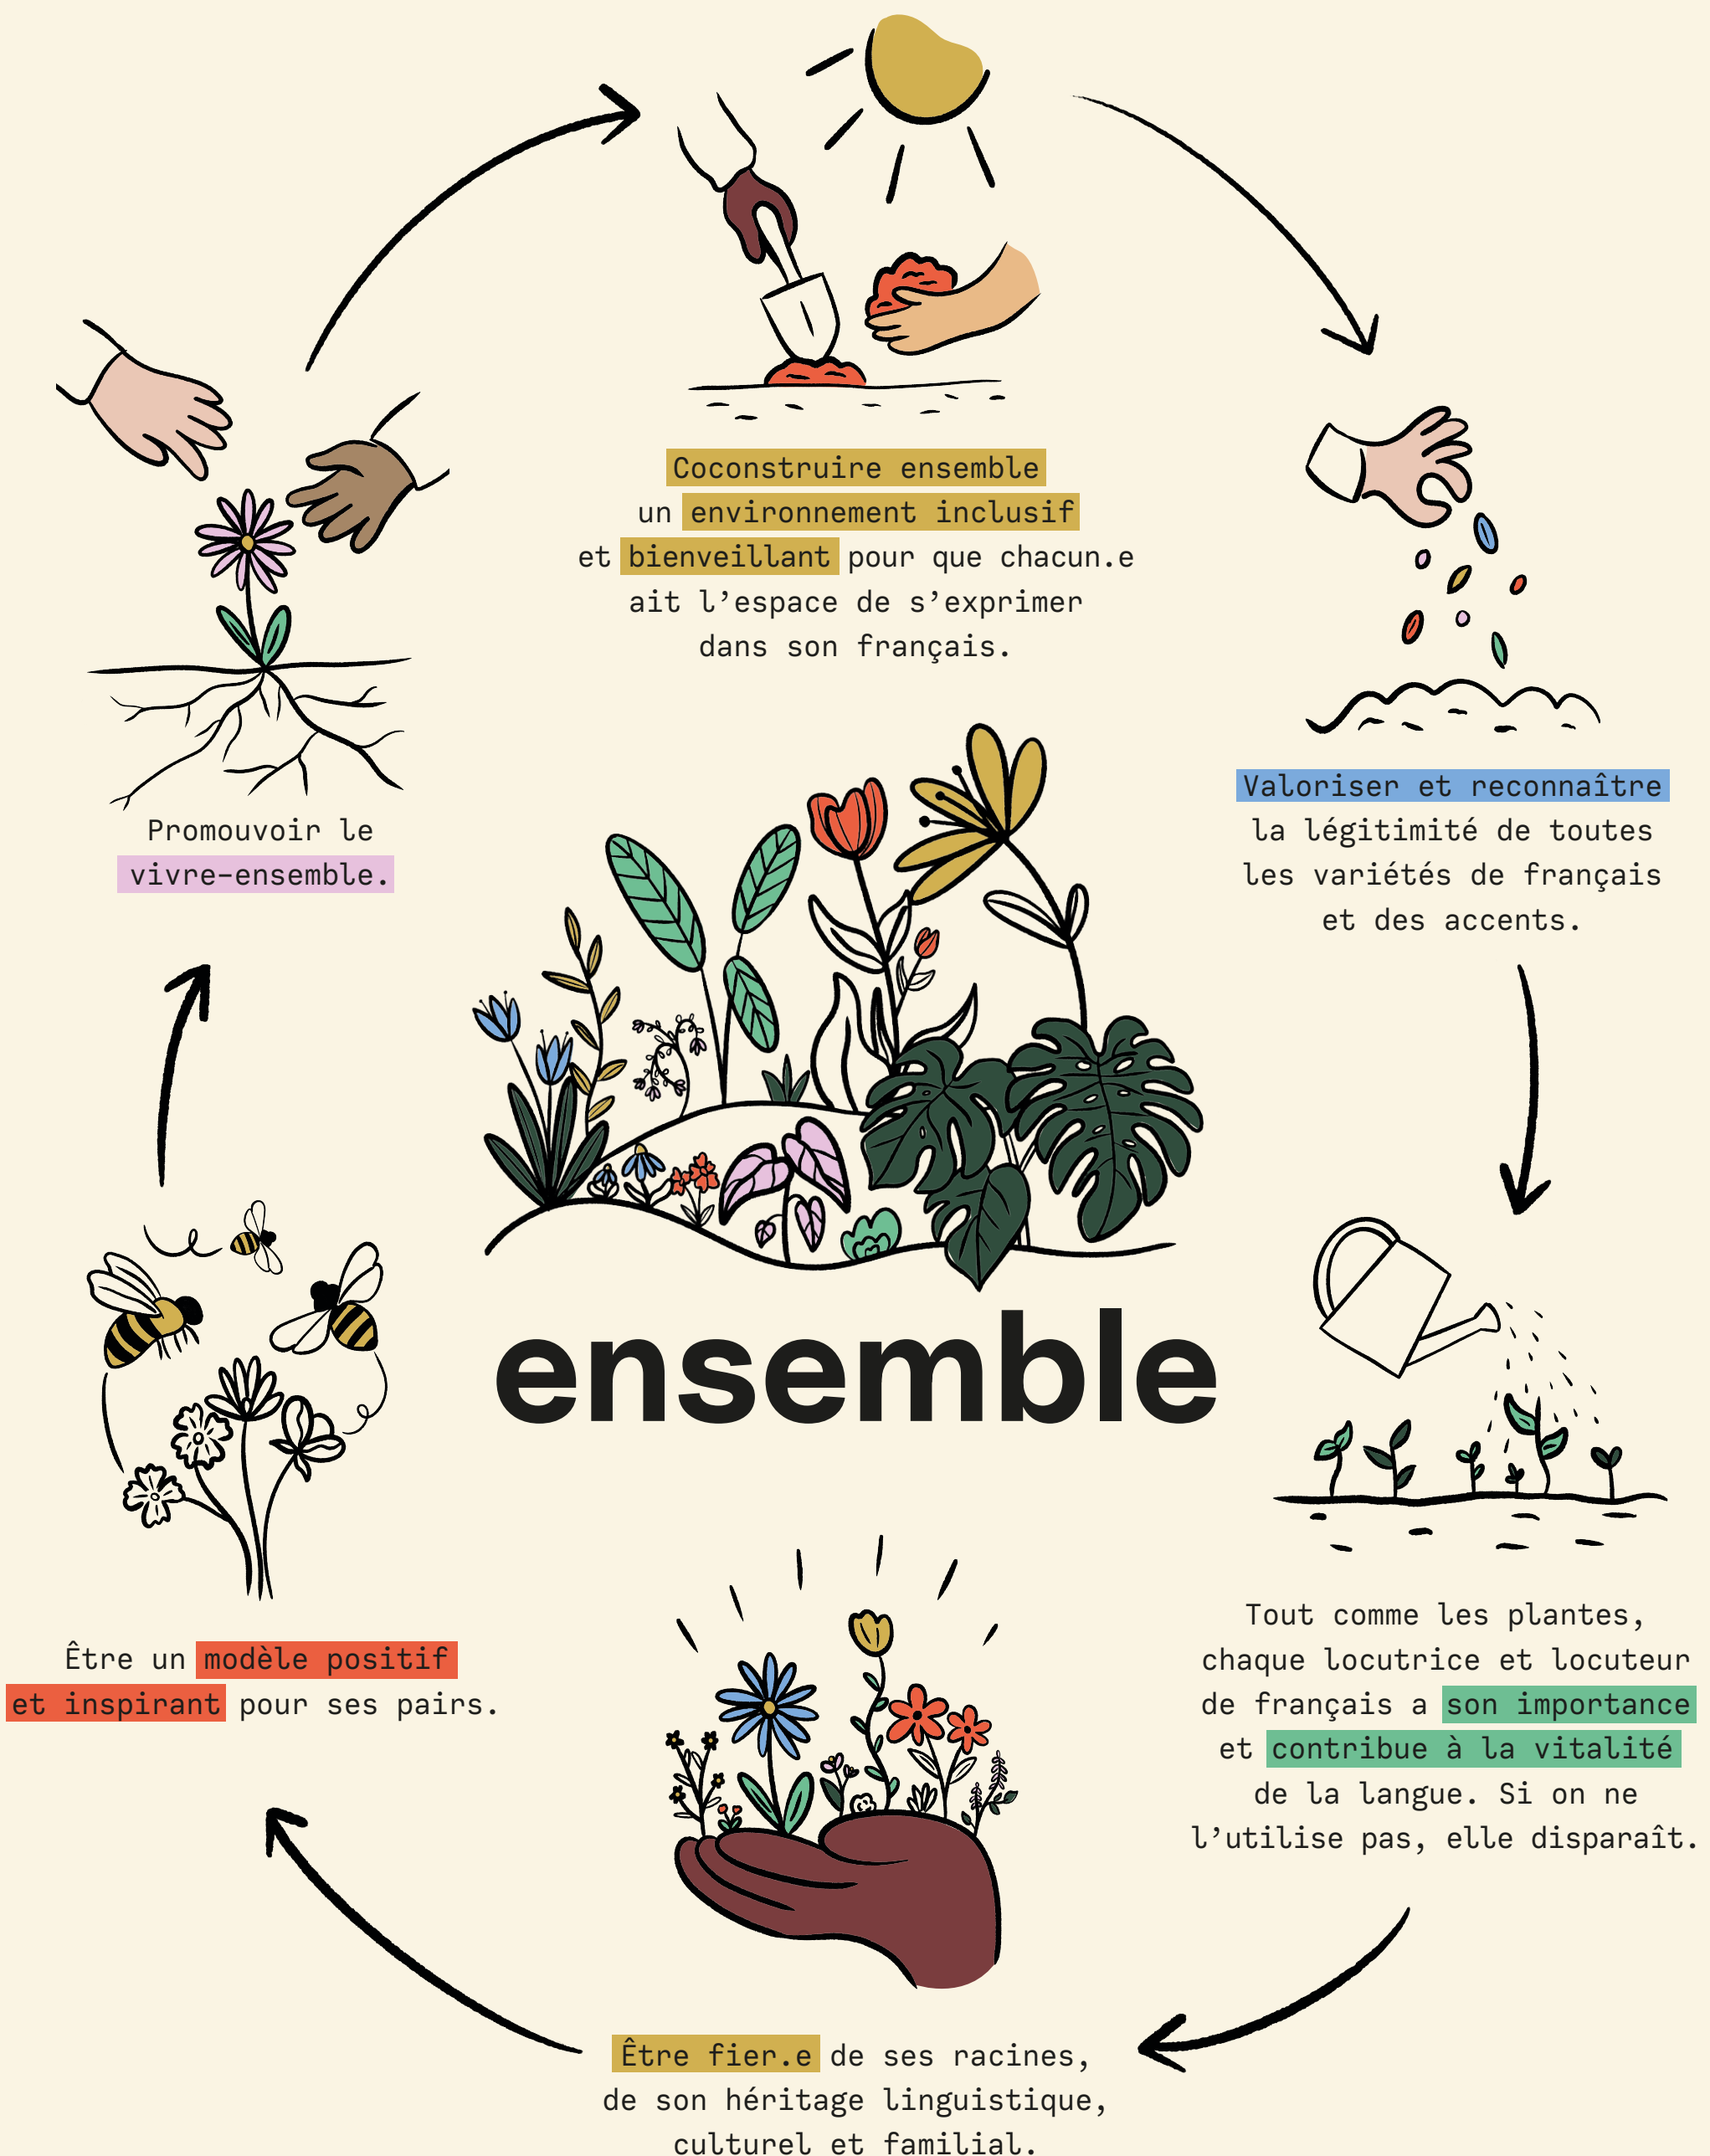 Coconstruire ensemble
un environnement inclusif
et bienveillant pour que chacun.e
ait l’espace de s’exprimer
dans son français.
Valoriser et reconnaître
la légitimité de toutes
les variétés de français
et des accents.
Tout comme les plantes,
chaque locutrice et locuteur
de français a son importance
et contribue à la vitalité
de la langue. Si on ne
l’utilise pas, elle disparaît.
Être fier.e de ses racines,
de son héritage linguistique,
culturel et familial.
Être un modèle positif
et inspirant pour ses pairs.
Promouvoir le
vivre-ensemble.
ensemble